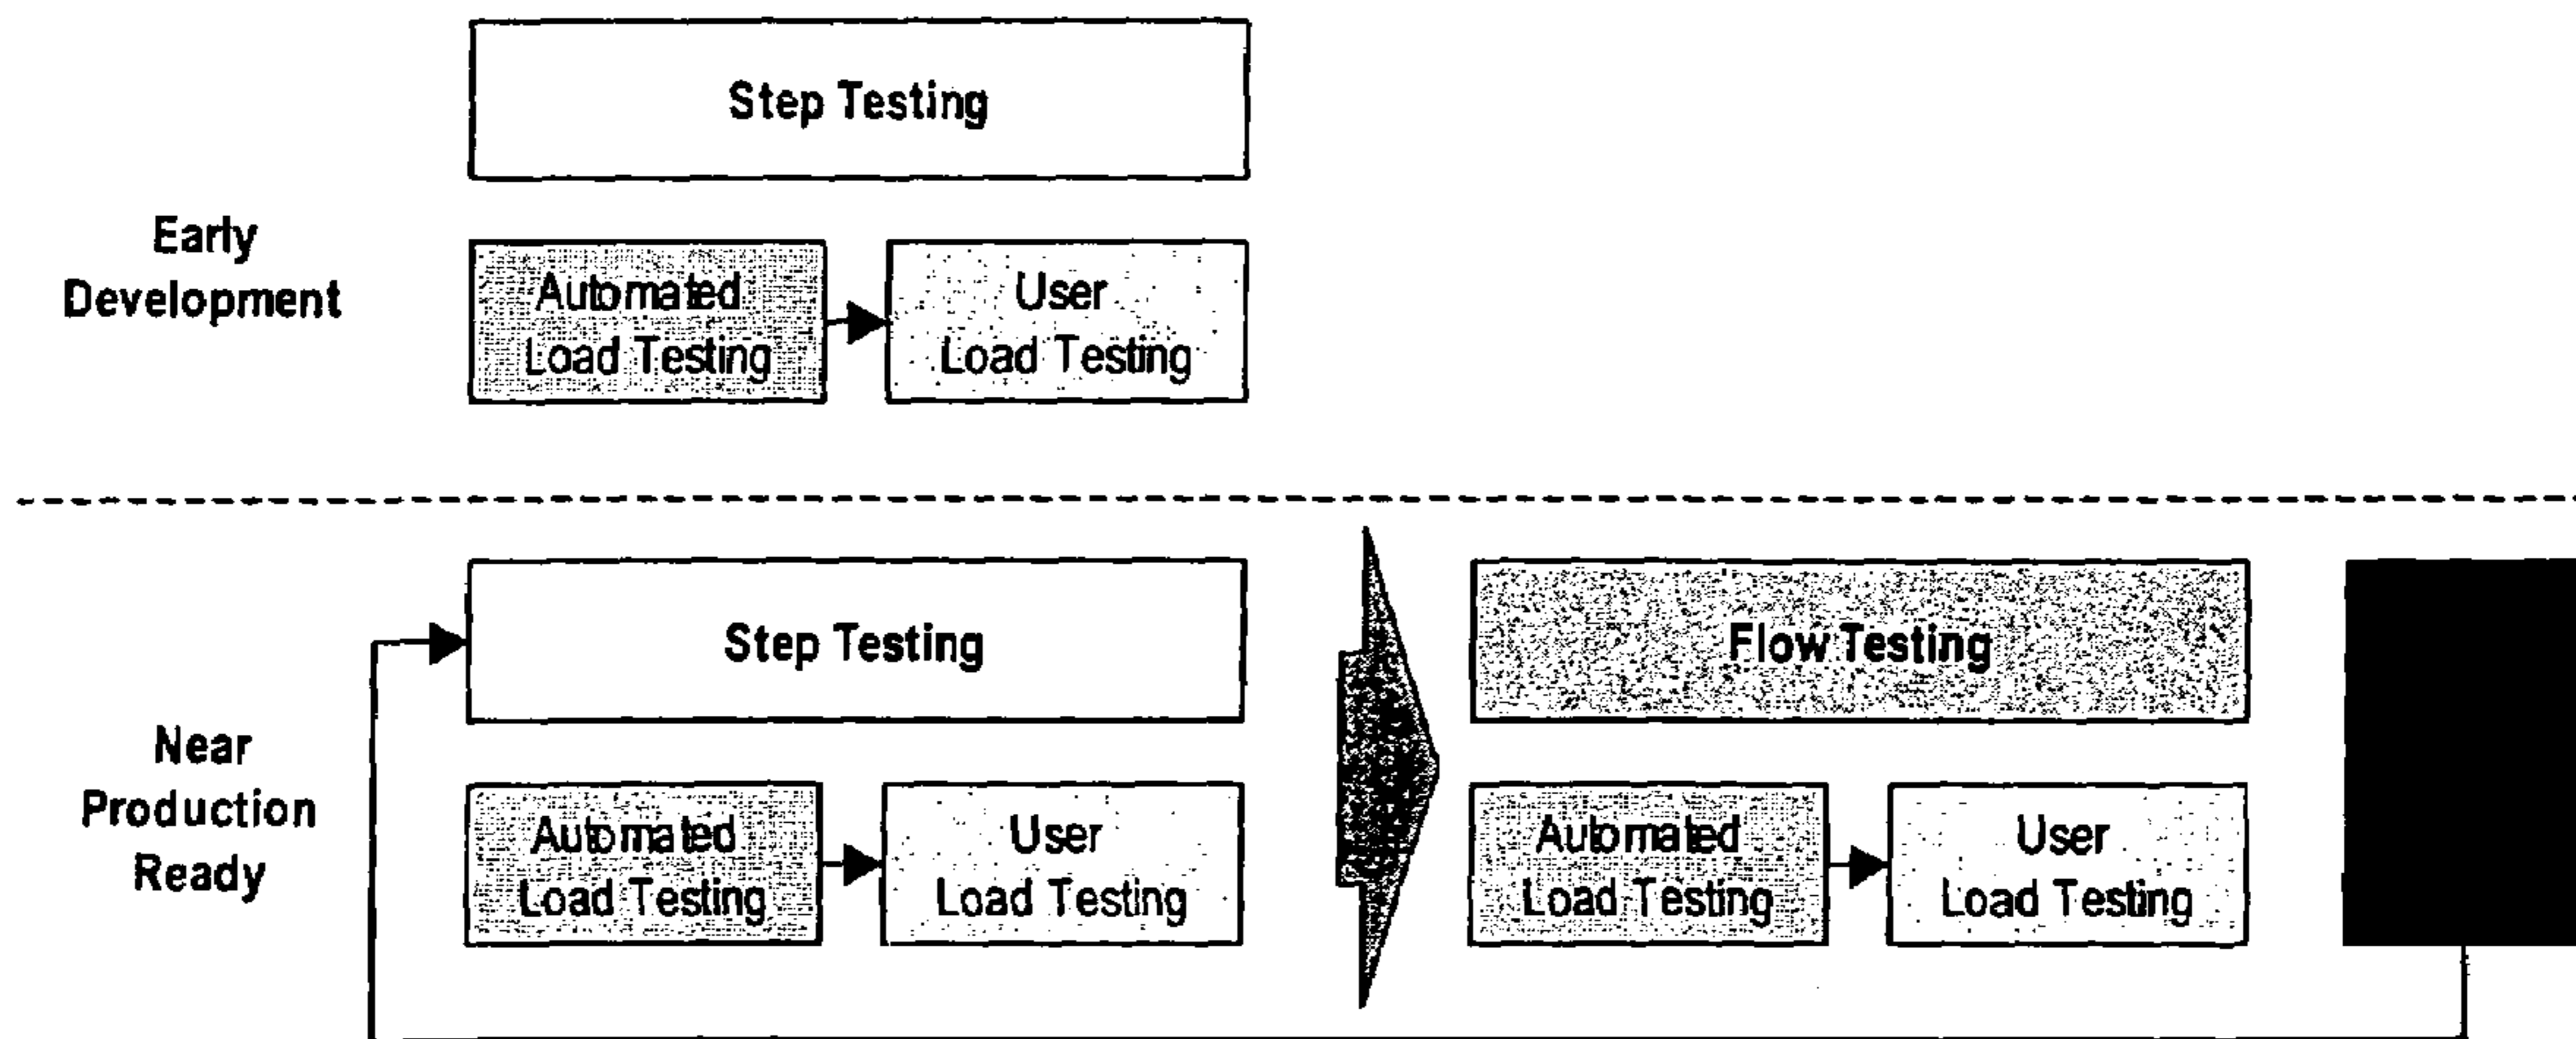 Step Testing
Early
Development
Automated
Load Testing
User
Load Testing
Near
Production
Ready
Step Testing
Automated
Load Testing
User
Load Testing
Flow Testing
Automated
Load Testing
User
Load Testing